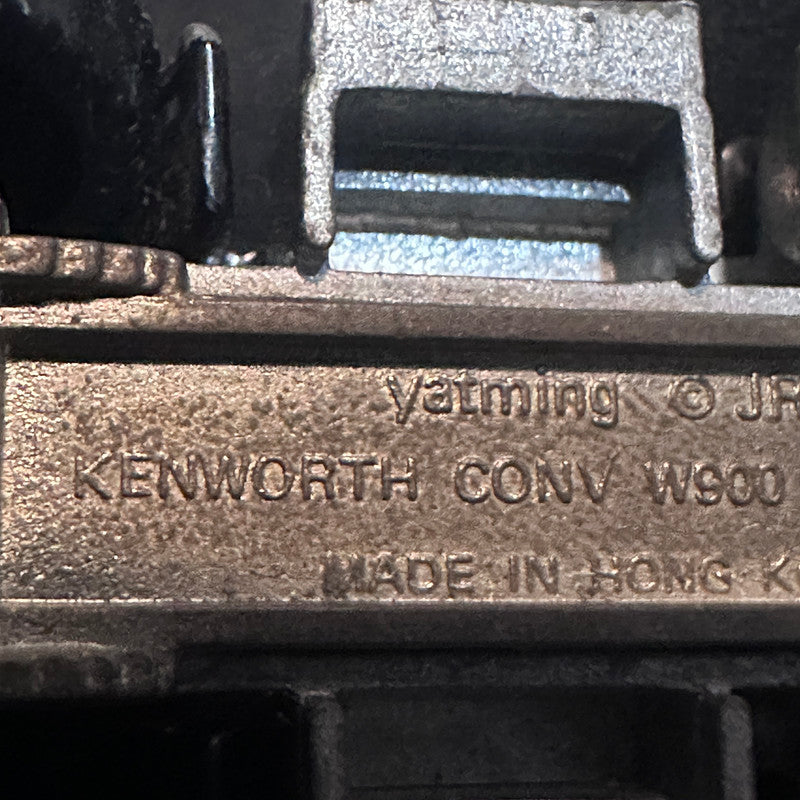 yatming © JR
KENWORTH CONV W900
MADE IN HONG K